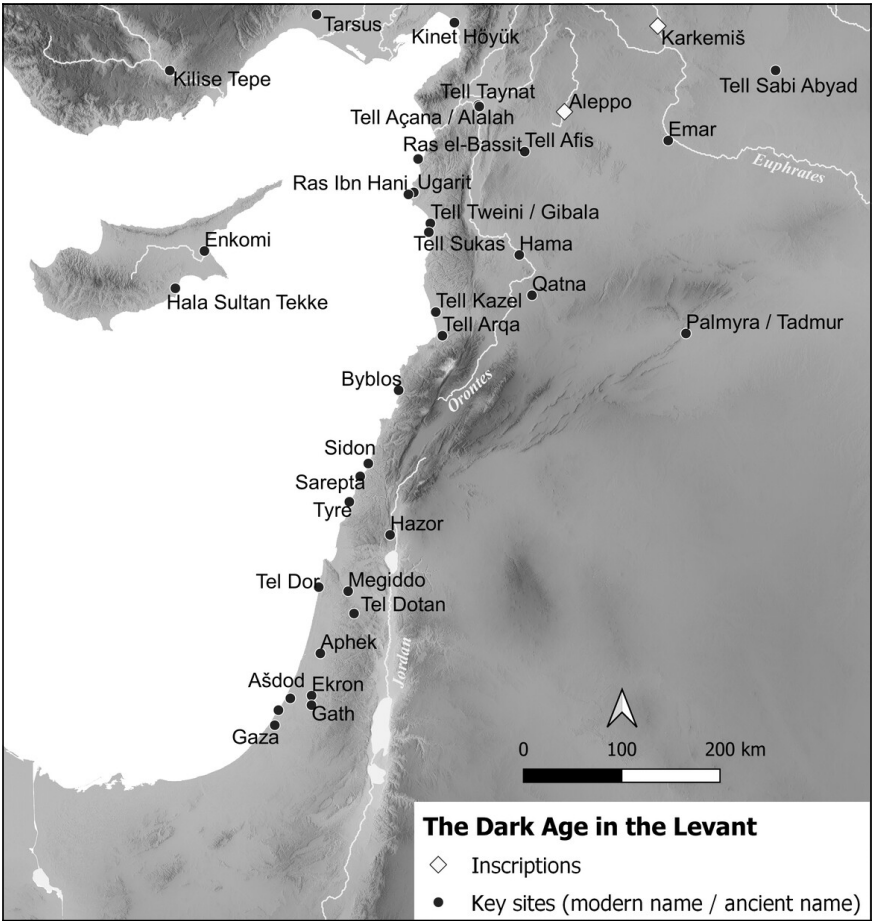 Tarsus
Kinet Höyük
Karkemiš
Kilise Tepe
Tell Sabi Abyad
Tell Taynat
Aleppo
Tell Açana / Alalah
Emar
Ras el-Bassit
Tell Afis
Euphrates
Ras Ibn Hani
Ugarit
Tell Tweini / Gibala
Enkomi
Tell Sukas
Hama
Hala Sultan Tekke
Qatna
Tell Kazel
Tell Arqa
Palmyra / Tadmur
Byblos
Orontes
Sidon
Sarepta
Tyre
Hazor
Tel Dor
Megiddo
Tel Dotan
Aphek
Jordan
Ašdod
Ekron
Gath
Gaza
0 100 200 km
The Dark Age in the Levant
Inscriptions
Key sites (modern name / ancient name)